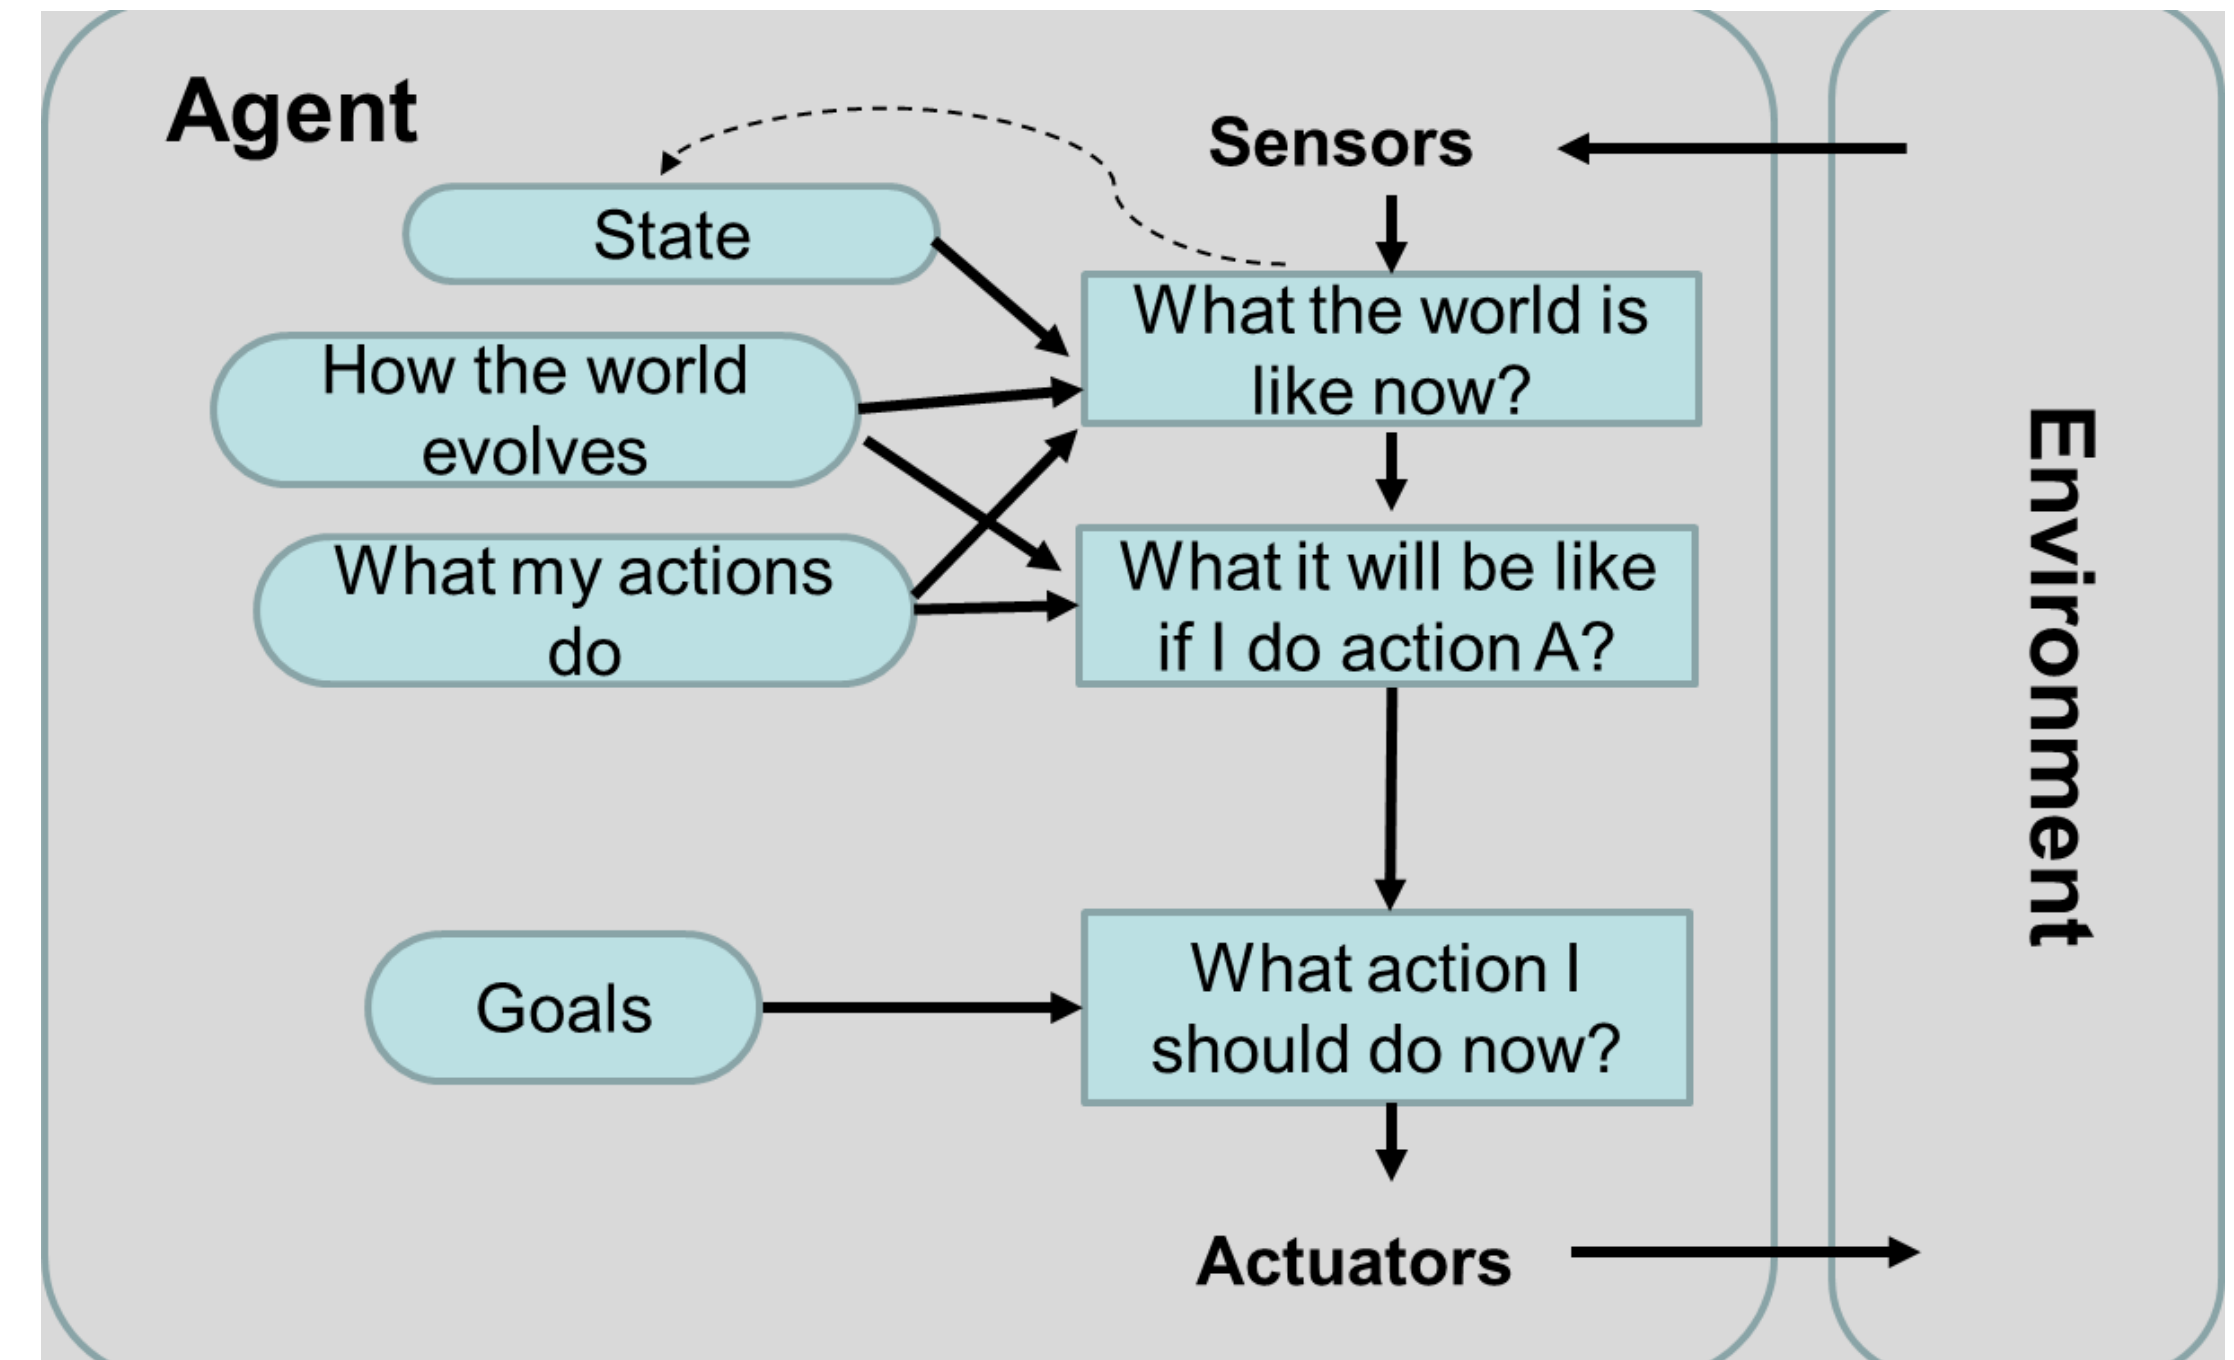 Agent
Sensors
State
What the world is
like now?
How the world
evolves
What my actions
do
What it will be like
if I do action A?
Goals
What action I
should do now?
Actuators
Environment